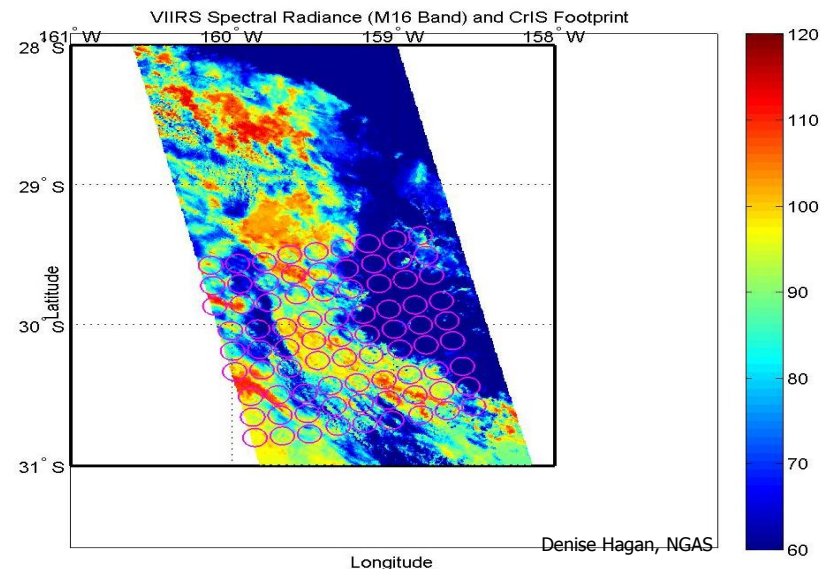 VIIRS Spectral Radiance (M16 Band) and CrIS Footprint
161° W 160° W 159° W 158° W
28° S
29° S
30° S
31° S
Latitude
Longitude
Denise Hagan, NGAS
120
110
100
90
80
70
60